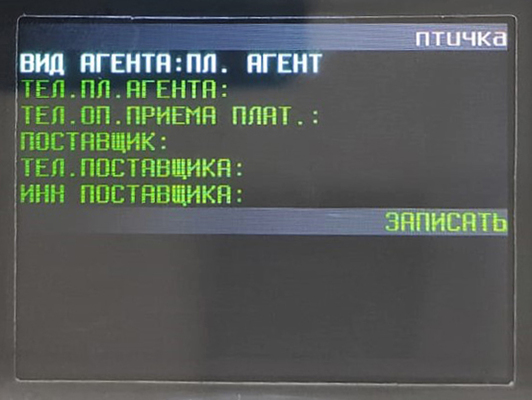 птичка
ВИД АГЕНТА:ПЛ. АГЕНТ
ТЕЛ.ПЛ.АГЕНТА:
ТЕЛ.ОП.ПРИЕМА ПЛАТ.:
ПОСТАВЩИК:
ТЕЛ.ПОСТАВЩИКА:
ИНН ПОСТАВЩИКА:
ЗАПИСАТЬ